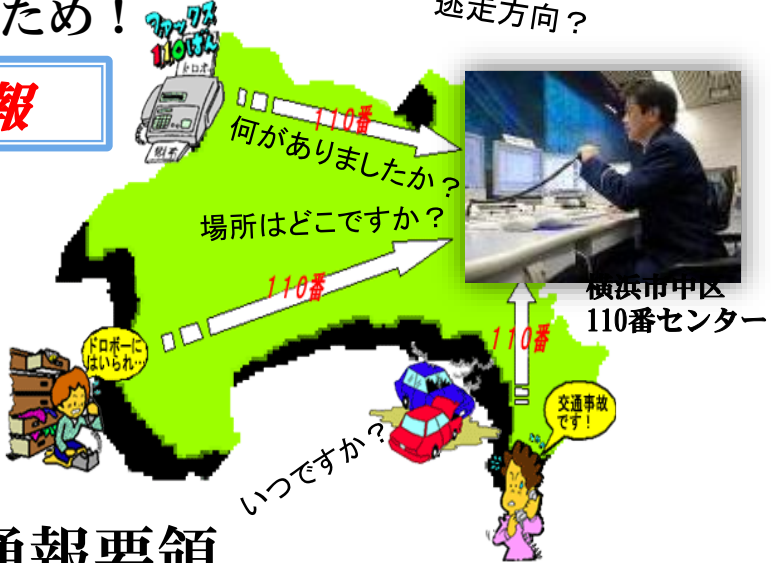 ため！
逃走方向？
ファックス
110ばん
報
110番
何がありましたか？
場所はどこですか？
110番
横浜市中区
110番センター
110番
ドロボーに
はいられ…
交通事故
です！
いつですか？
通報要領